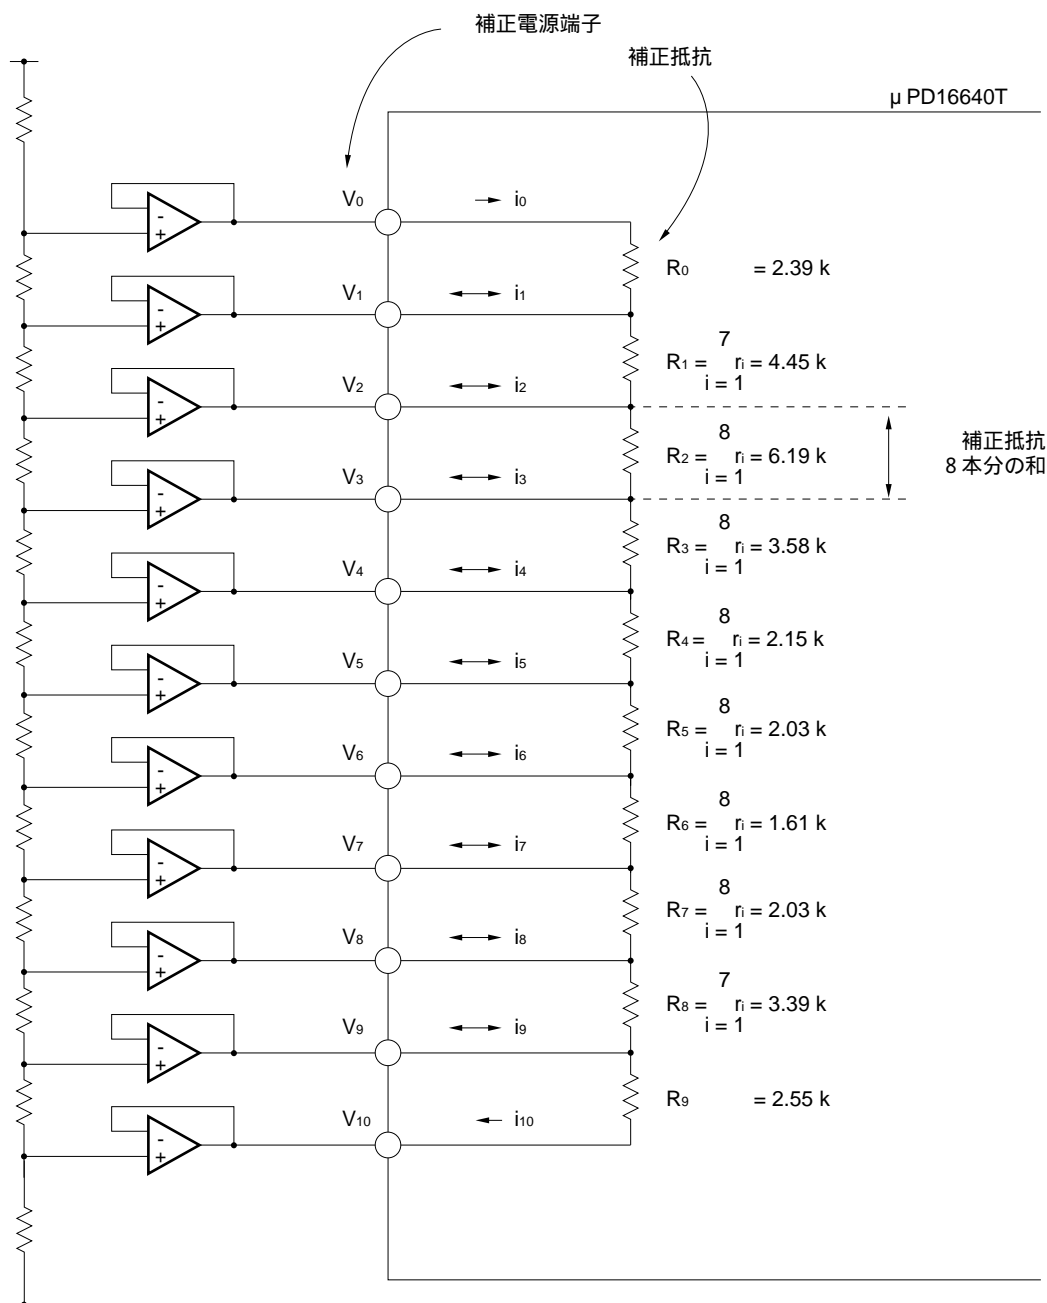 補正電源端子
補正抵抗
μ PD16640T
V0 i0
R0 = 2.39 k
V1 i1
7
R1 = ri = 4.45 k
i = 1
V2 i2
8
R2 = ri = 6.19 k
i = 1
補正抵抗
8 本分の和
V3 i3
8
R3 = ri = 3.58 k
i = 1
V4 i4
8
R4 = ri = 2.15 k
i = 1
V5 i5
8
R5 = ri = 2.03 k
i = 1
V6 i6
8
R6 = ri = 1.61 k
i = 1
V7 i7
8
R7 = ri = 2.03 k
i = 1
V8 i8
7
R8 = ri = 3.39 k
i = 1
V9 i9
R9 = 2.55 k
V10 i10
-
+
-
+
-
+
-
+
-
+
-
+
-
+
-
+
-
+
-
+
-
+